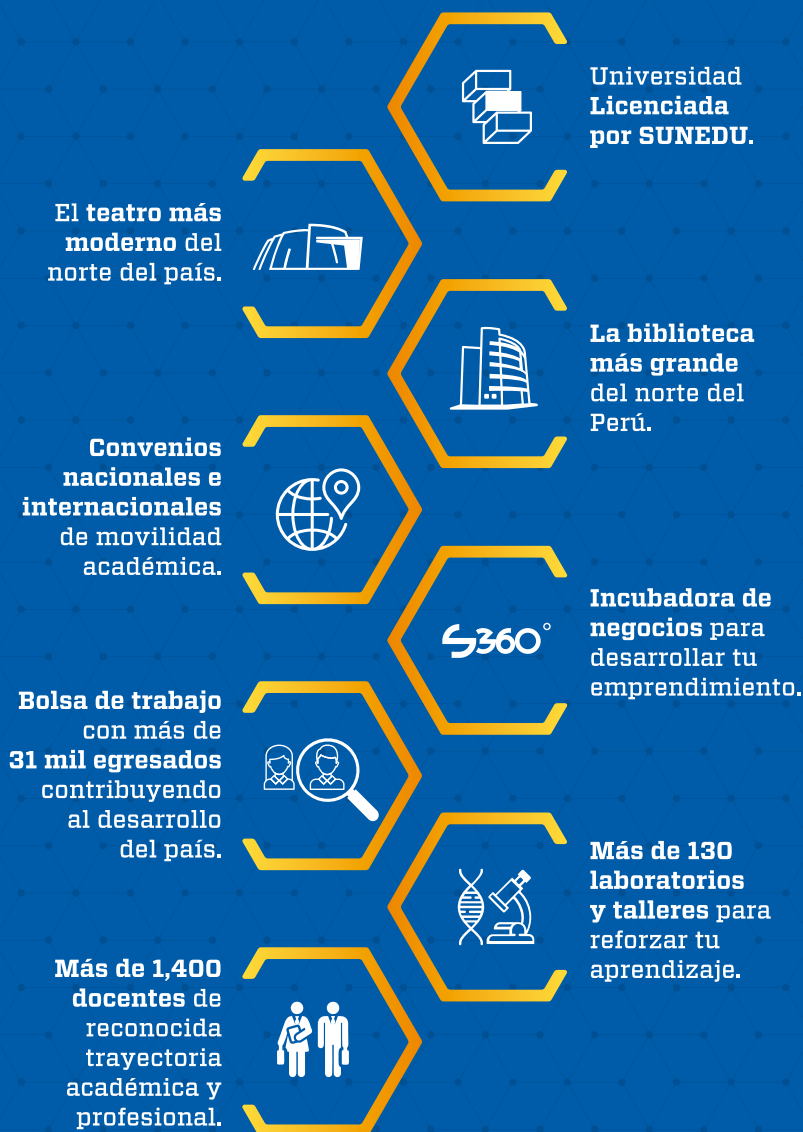 Universidad
Licenciada
por SUNEDU.
El teatro más
moderno del
norte del país.
La biblioteca
más grande
del norte del
Perú.
Convenios
nacionales e
internacionales
de movilidad
académica.
S360°
Incubadora de
negocios para
desarrollar tu
emprendimiento.
Bolsa de trabajo
con más de
31 mil egresados
contribuyendo
al desarrollo
del país.
Más de 130
laboratorios
y talleres para
reforzar tu
aprendizaje.
Más de 1,400
docentes de
reconocida
trayectoria
académica y
profesional.